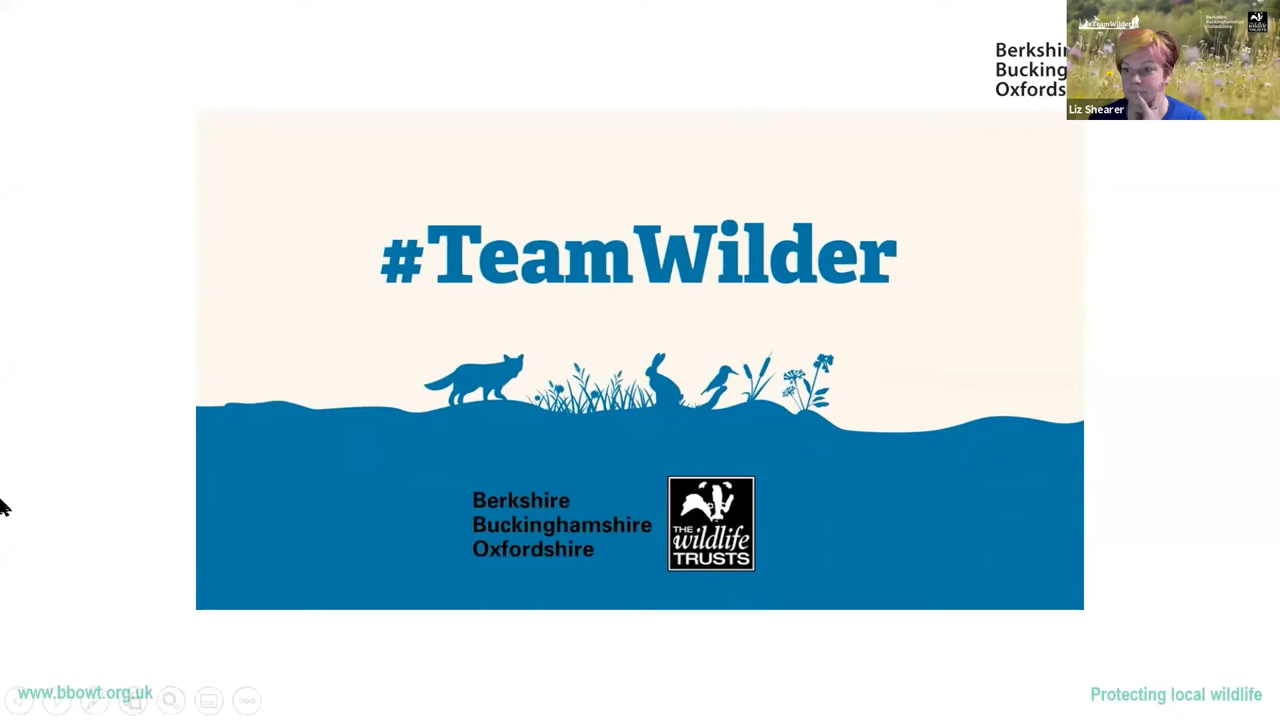 Berkshir
Bucking
Oxfords
#TeamWilder
Liz Shearer
#TeamWilder
Berkshire
Buckinghamshire
Oxfordshire
THE
wildlife
TRUSTS
www.bbowt.org.uk
Protecting local wildlife